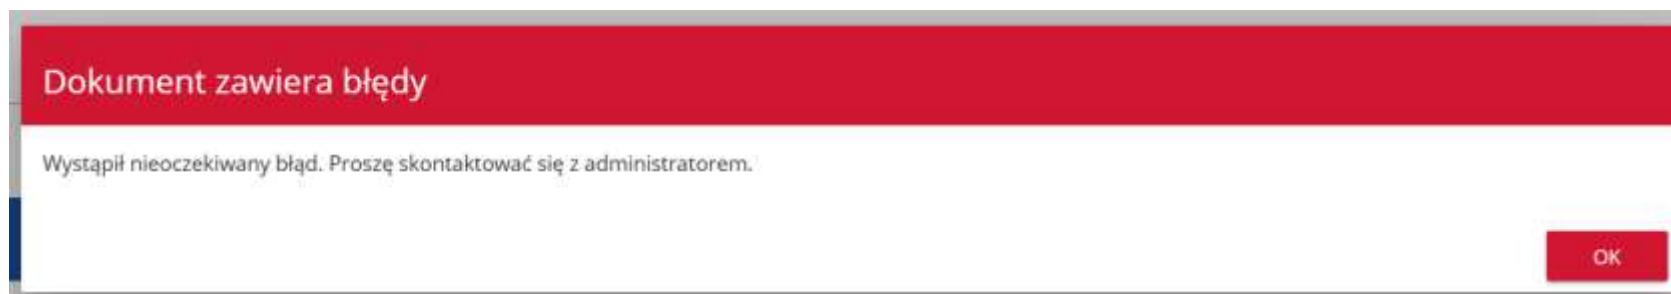 Dokument zawiera błędy
Wystąpił nieoczekiwany błąd. Proszę skontaktować się z administratorem.
OK